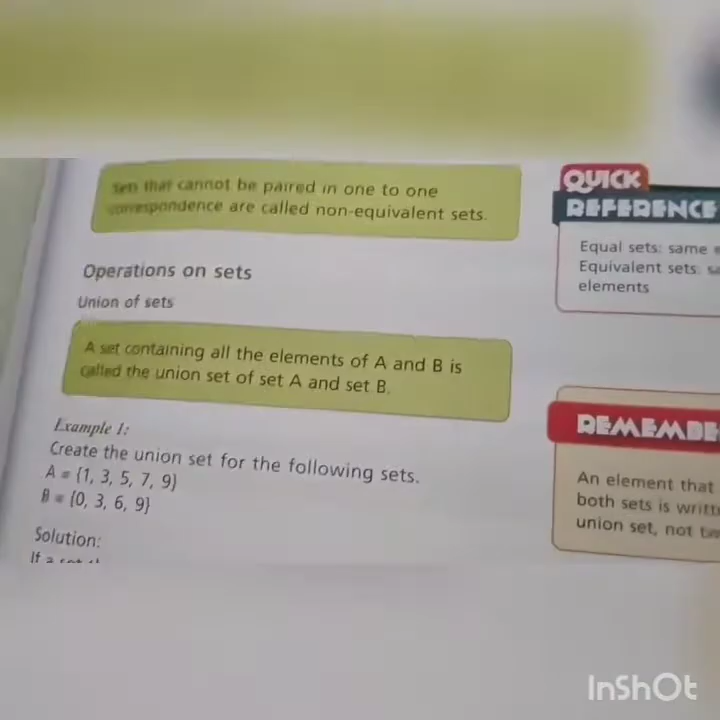 Sets that cannot be paired in one to one
correspondence are called non-equivalent sets.
Operations on sets
Union of sets
A set containing all the elements of A and B is
called the union set of set A and set B.
Example 1:
Create the union set for the following sets.
A = {1, 3, 5, 7, 9}
B = {0, 3, 6, 9}
Solution:
If a set
QUICK
REFERENCE
Equal sets: same
Equivalent sets:
elements
REMEMBE
An element that
both sets is
union set, not
InShOt